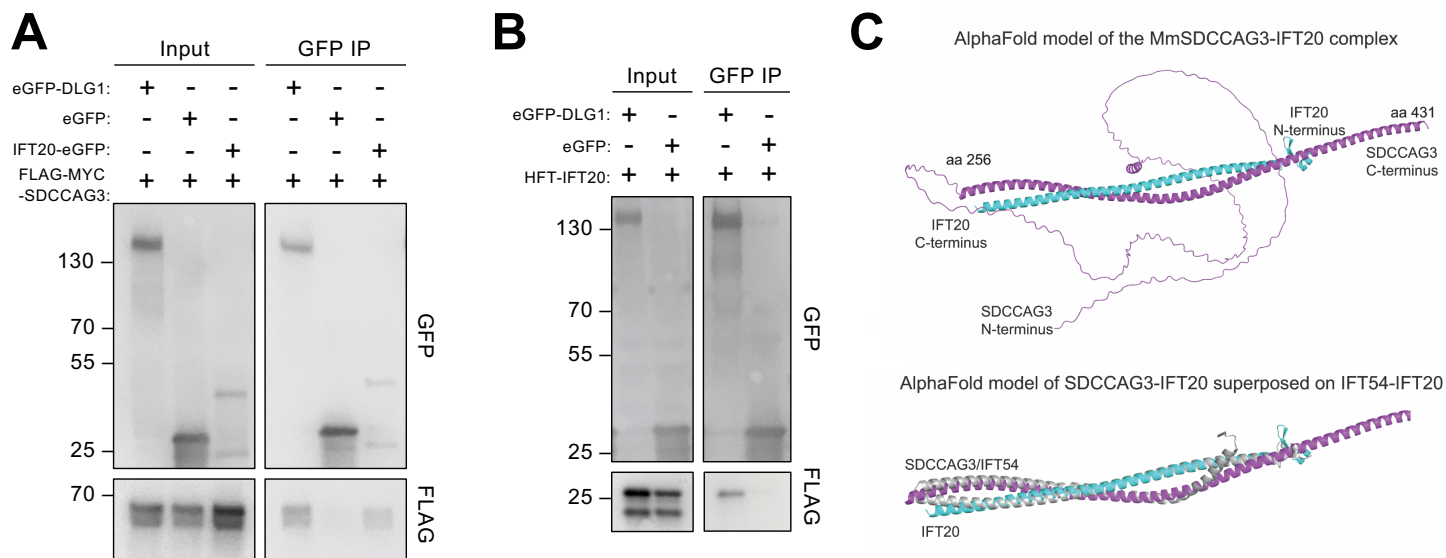 A
Input
GFP IP
eGFP-DLG1: + - - + - -
eGFP: - + - - + -
IFT20-eGFP: - - + - - +
FLAG-MYC
-SDCCAG3: + + + + + +
130
70
55
25
GFP
70
FLAG
B
Input
GFP IP
eGFP-DLG1: + - + -
eGFP: - + - +
HFT-IFT20: + + + +
130
70
55
25
GFP
25
FLAG
C
AlphaFold model of the MmSDCCAG3-IFT20 complex
IFT20
N-terminus
aa 431
aa 256
SDCCAG3
C-terminus
IFT20
C-terminus
SDCCAG3
N-terminus
AlphaFold model of SDCCAG3-IFT20 superposed on IFT54-IFT20
SDCCAG3/IFT54
IFT20